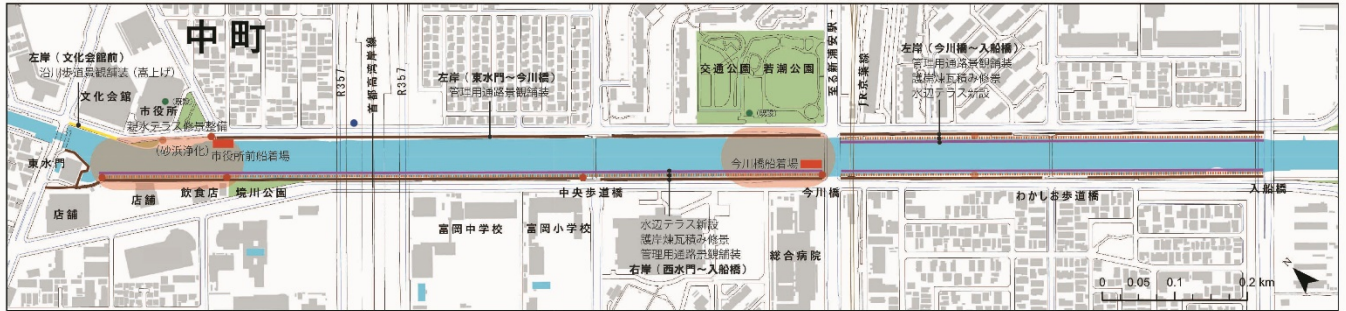 中町
左岸（文化会館前）
沿川歩道景観舗装（嵩上げ）
文化会館
市役所
親水テラス修景整備
(砂浜浄化)
市役所前船着場
東水門
店舗
店舗
飲食店
境川公園
R357
首都高湾岸線
R357
左岸（東水門～今川橋）
管理用通路景観舗装
富岡中学校
富岡小学校
中央歩道橋
水辺テラス新設
護岸煉瓦積み修景
管理用通路景観舗装
右岸（西水門～入船橋）
交通公園
若潮公園
今川橋船着場
今川橋
総合病院
至る新浦安駅→
JR京葉線
左岸（今川橋～入船橋）
管理用通路景観舗装
護岸煉瓦積み修景
水辺テラス新設
わかしお歩道橋
入船橋
0 0.05 0.1 0.2 km
N